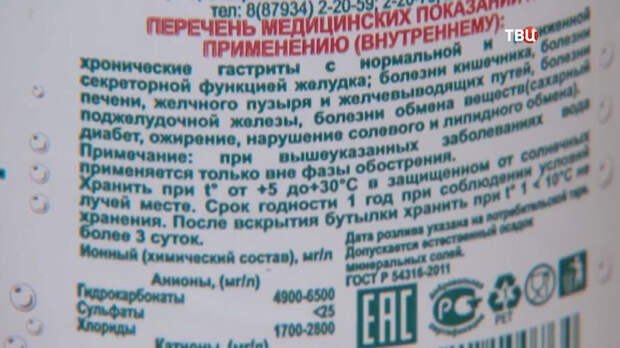 тел: 8(87934) 2-20-59; 2-20-
ТВЦ
ПЕРЕЧЕНЬ МЕДИЦИНСКИХ ПОКАЗАНИЙ
ПРИМЕНЕНИЮ (ВНУТРЕННЕМУ):
хронические гастриты с нормальной и
секреторной функцией желудка; болезни кишечника, болезни
печени, желчного пузыря и желчевыводящих путей, болезни
поджелудочной железы, болезни обмена веществ(сахарный
диабет, ожирение, нарушение солевого и липидного обмена).
Примечание: при вышеуказанных заболеваниях вода
применяется только вне фазы обострения.
Хранить при t° от +5 до+30°С в защищенном от солнечных
лучей месте. Срок годности 1 год при соблюдении условий
хранения. После вскрытия бутылки хранить при t° 1 < 10°С не
более 3 суток.
Ионный (химический состав), мг/л
Анионы, (мг/л)
Гидрокарбонаты 4900-6500
Сульфаты <25
Хлориды 1700-2800
Катионы, (мг/л)
Дата розлива указана на потребительской таре.
Допускается естественный осадок
минеральных солей.
ГОСТ Р 54316-2011
ЕАС
PET